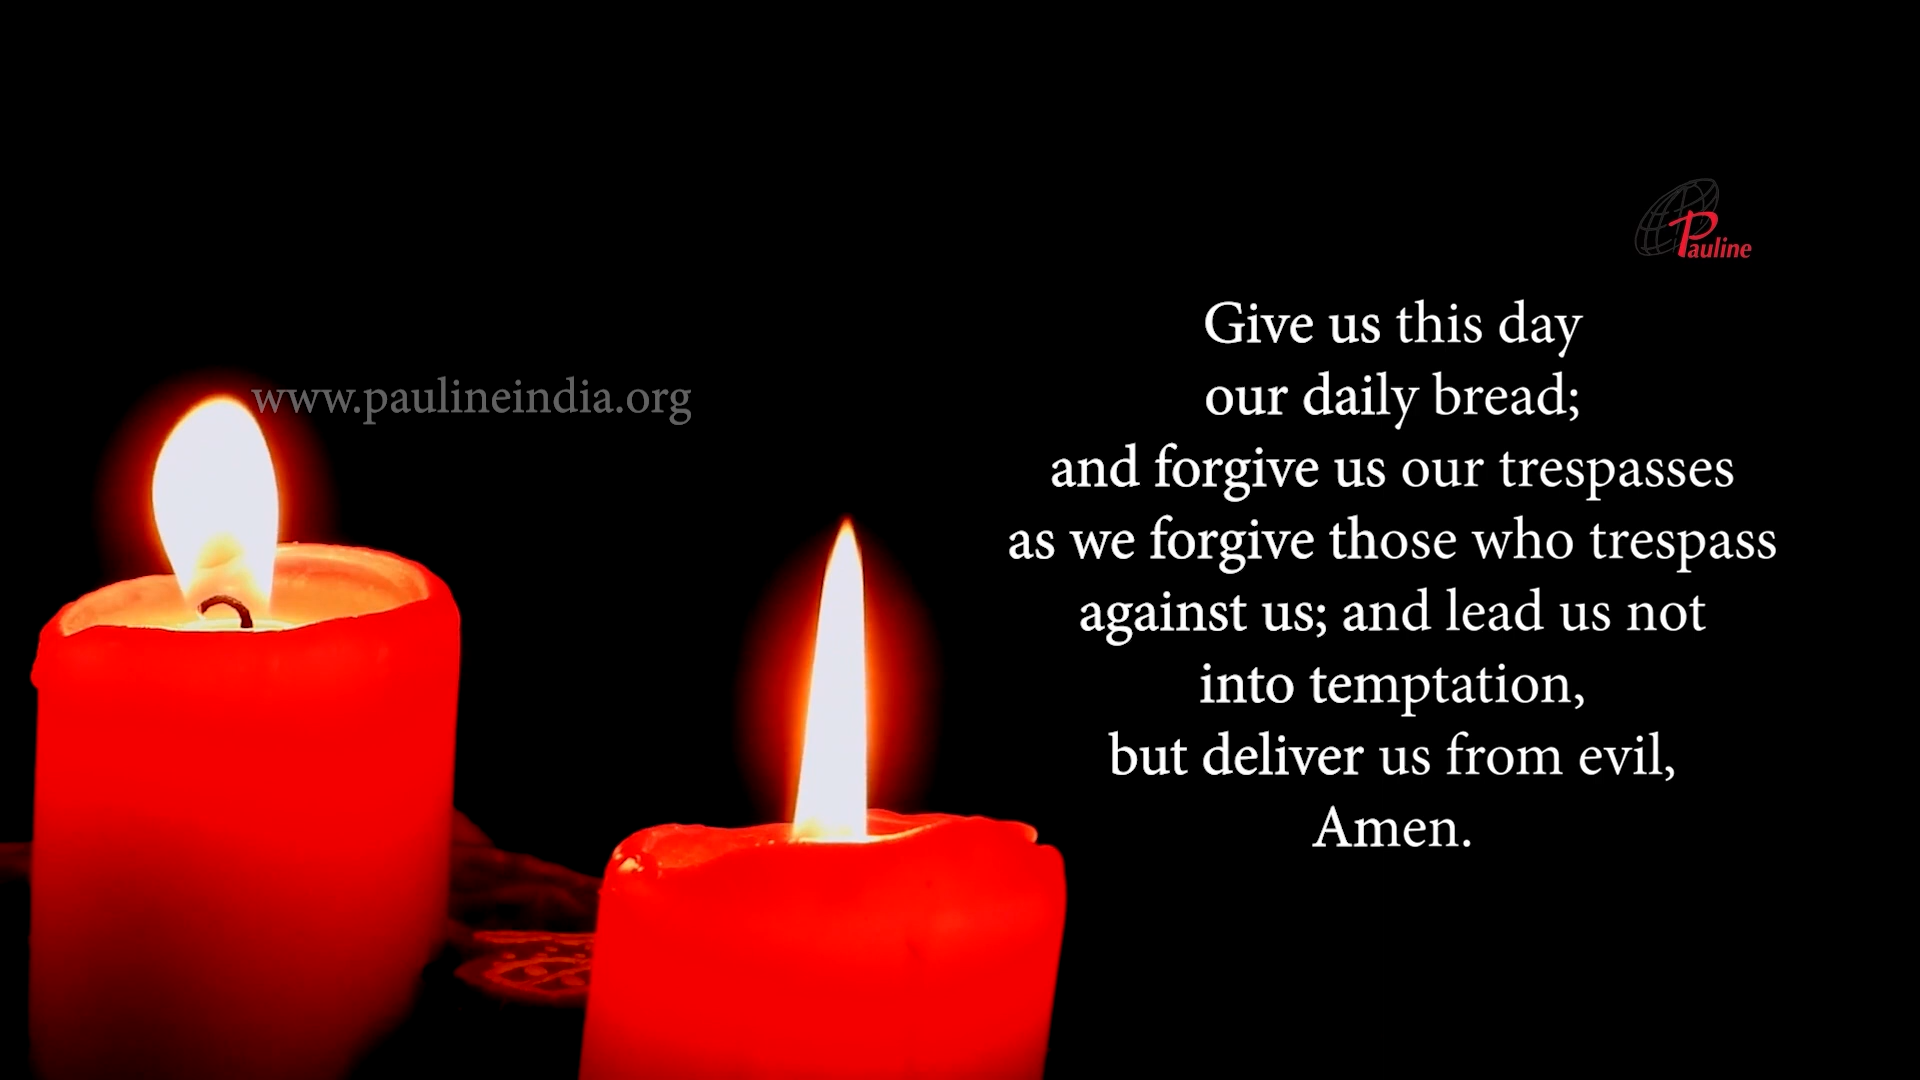 Pauline
www.paulineindia.org
Give us this day
our daily bread;
and forgive us our trespasses
as we forgive those who trespass
against us; and lead us not
into temptation,
but deliver us from evil,
Amen.